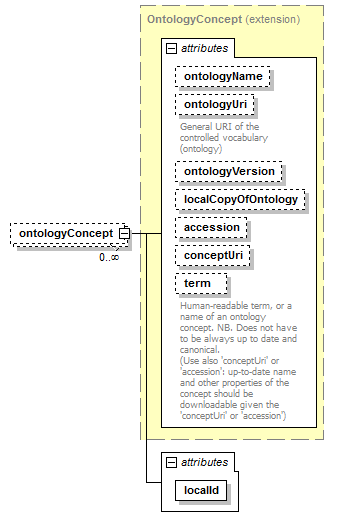 OntologyConcept (extension)
attributes
ontologyName
ontologyUri
General URI of the
controlled vocabulary
(ontology)
ontologyVersion
localCopyOfOntology
accession
ontologyConcept
0..∞
conceptUri
term
Human-readable term, or a
name of an ontology
concept. NB. Does not have
to be always up to date and
canonical.
(Use also 'conceptUri' or
'accession': up-to-date name
and other properties of the
concept should be
downloadable given the
'conceptUri' or 'accession')
attributes
localId